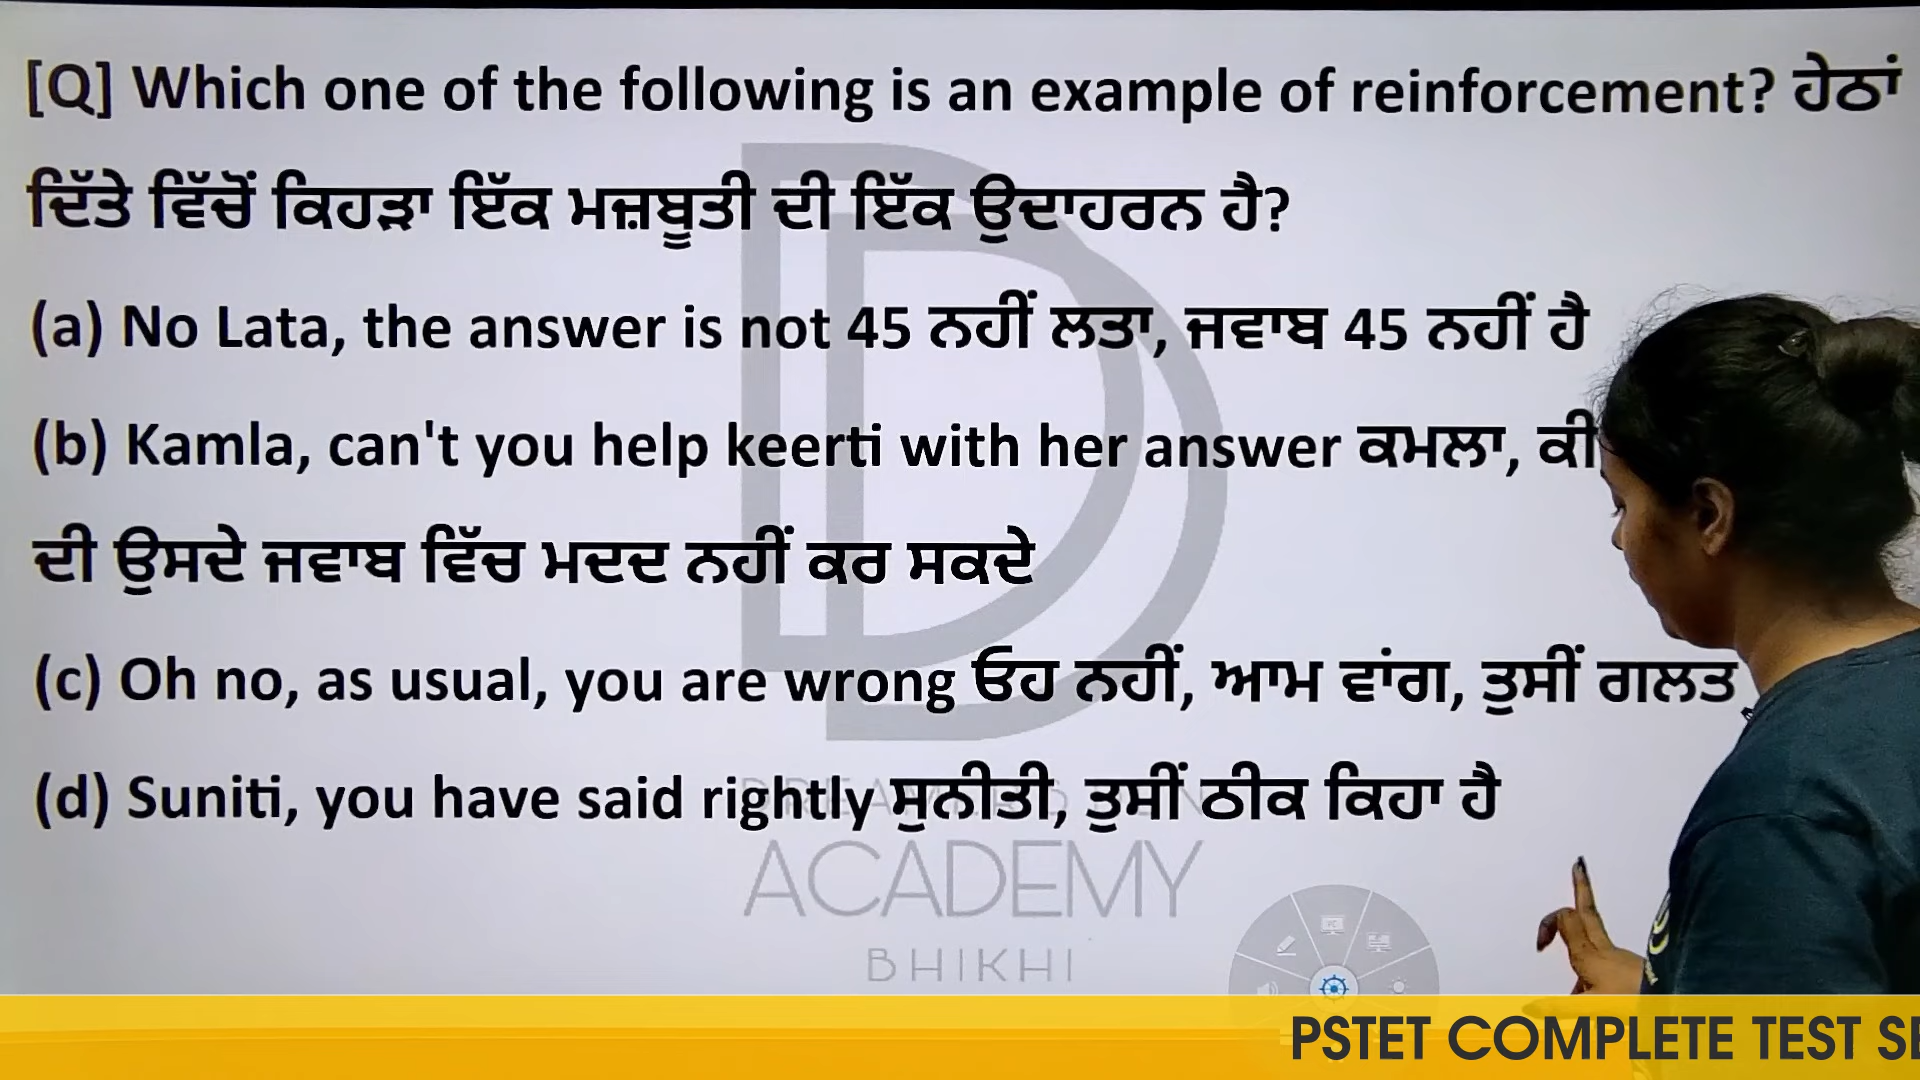 [Q] Which one of the following is an example of reinforcement? ਹੇਠਾਂ
ਦਿੱਤੇ ਵਿੱਚੋਂ ਕਿਹੜਾ ਇੱਕ ਮਜ਼ਬੂਤੀ ਦੀ ਇੱਕ ਉਦਾਹਰਨ ਹੈ?
(a) No Lata, the answer is not 45 ਨਹੀਂ ਲਤਾ, ਜਵਾਬ 45 ਨਹੀਂ ਹੈ
(b) Kamla, can't you help keerti with her answer ਕਮਲਾ, ਕੀ
ਦੀ ਉਸਦੇ ਜਵਾਬ ਵਿੱਚ ਮਦਦ ਨਹੀਂ ਕਰ ਸਕਦੇ
(c) Oh no, as usual, you are wrong ਓਹ ਨਹੀਂ, ਆਮ ਵਾਂਗ, ਤੁਸੀਂ ਗਲਤ
(d) Suniti, you have said rightly ਸੁਨੀਤੀ, ਤੁਸੀਂ ਠੀਕ ਕਿਹਾ ਹੈ
ACADEMY
BHIKHI
PSTET COMPLETE TEST